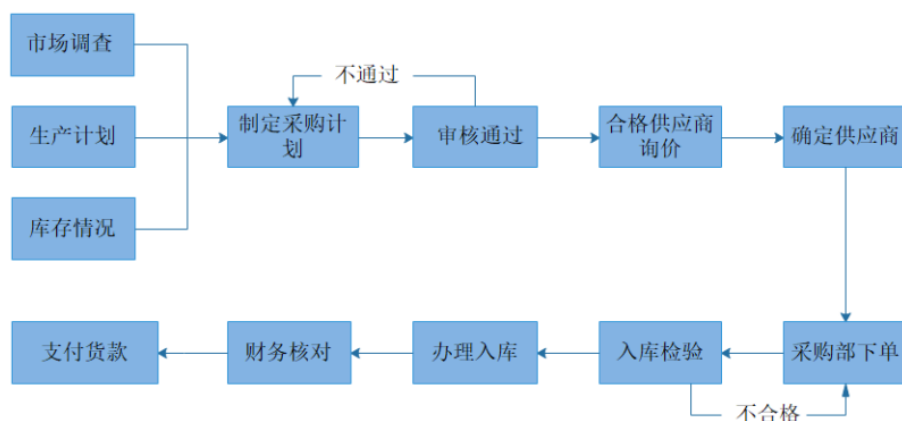 市场调查
不通过
生产计划
制定采购计
划
审核通过
合格供应商
询价
确定供应商
库存情况
支付货款
财务核对
办理入库
入库检验
采购部下单
不合格